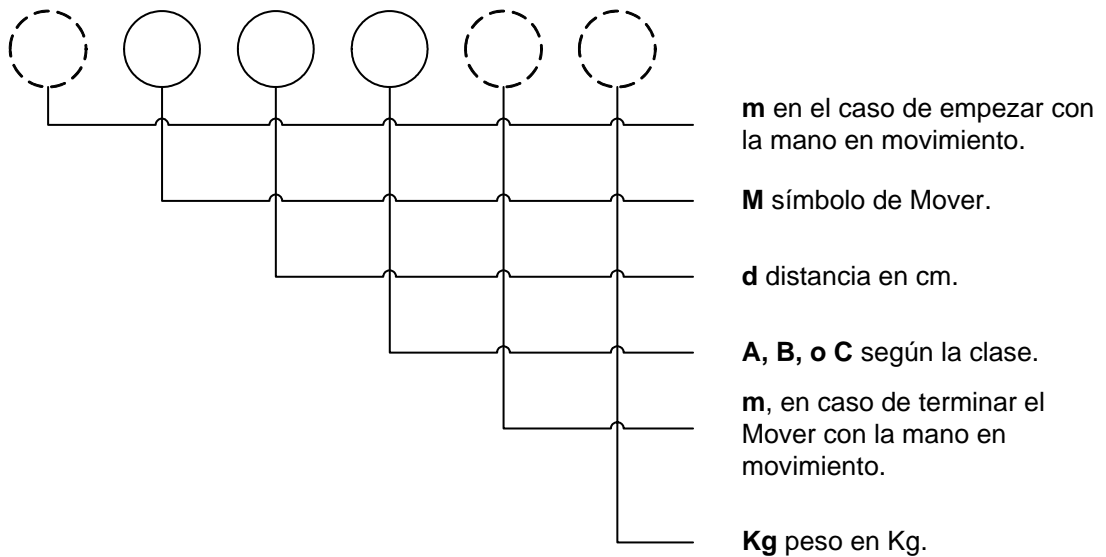 m en el caso de empezar con
la mano en movimiento.
M símbolo de Mover.
d distancia en cm.
A, B, o C según la clase.
m, en caso de terminar el
Mover con la mano en
movimiento.
Kg peso en Kg.